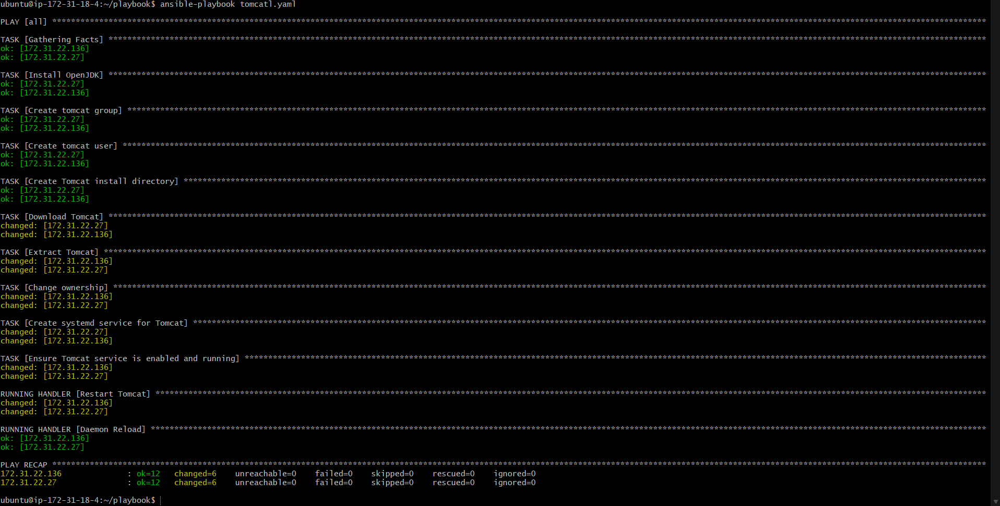 ubuntu@ip-172-31-18-4:~/playbook$ ansible-playbook tomcat1.yaml
PLAY [all] ***************************************************************************************************************************************************************************************************
TASK [Gathering Facts] ***************************************************************************************************************************************************************************************
ok: [172.31.22.136]
ok: [172.31.22.27]
TASK [Install OpenJDK] ***************************************************************************************************************************************************************************************
ok: [172.31.22.27]
ok: [172.31.22.136]
TASK [Create tomcat group] ***********************************************************************************************************************************************************************************
ok: [172.31.22.27]
ok: [172.31.22.136]
TASK [Create tomcat user] ************************************************************************************************************************************************************************************
ok: [172.31.22.27]
ok: [172.31.22.136]
TASK [Create Tomcat install directory] ***********************************************************************************************************************************************************************
ok: [172.31.22.27]
ok: [172.31.22.136]
TASK [Download Tomcat] ***************************************************************************************************************************************************************************************
changed: [172.31.22.27]
changed: [172.31.22.136]
TASK [Extract Tomcat] ****************************************************************************************************************************************************************************************
changed: [172.31.22.136]
changed: [172.31.22.27]
TASK [Change ownership] **************************************************************************************************************************************************************************************
changed: [172.31.22.136]
changed: [172.31.22.27]
TASK [Create systemd service for Tomcat] *********************************************************************************************************************************************************************
changed: [172.31.22.27]
changed: [172.31.22.136]
TASK [Ensure Tomcat service is enabled and running] **********************************************************************************************************************************************************
changed: [172.31.22.136]
changed: [172.31.22.27]
RUNNING HANDLER [Restart Tomcat] *****************************************************************************************************************************************************************************
changed: [172.31.22.136]
changed: [172.31.22.27]
RUNNING HANDLER [Daemon Reload] ******************************************************************************************************************************************************************************
ok: [172.31.22.136]
ok: [172.31.22.27]
PLAY RECAP ***************************************************************************************************************************************************************************************************
172.31.22.136 : ok=12 changed=6 unreachable=0 failed=0 skipped=0 rescued=0 ignored=0
172.31.22.27 : ok=12 changed=6 unreachable=0 failed=0 skipped=0 rescued=0 ignored=0
ubuntu@ip-172-31-18-4:~/playbook$